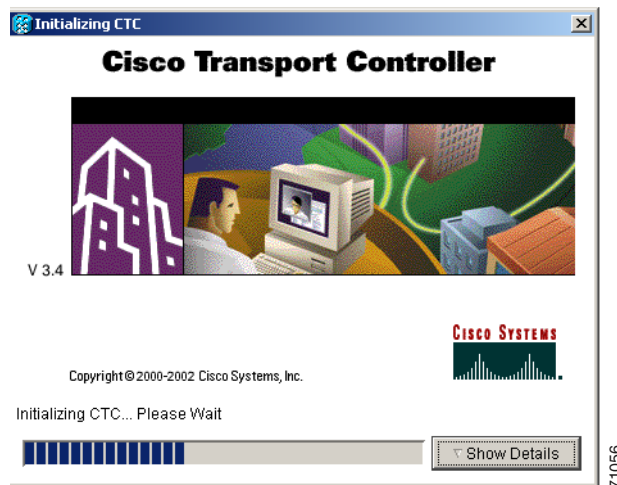 Initializing CTC
Cisco Transport Controller
V 3.4
CISCO SYSTEMS
Copyright © 2000-2002 Cisco Systems, Inc.
Initializing CTC... Please Wait
Show Details
71056